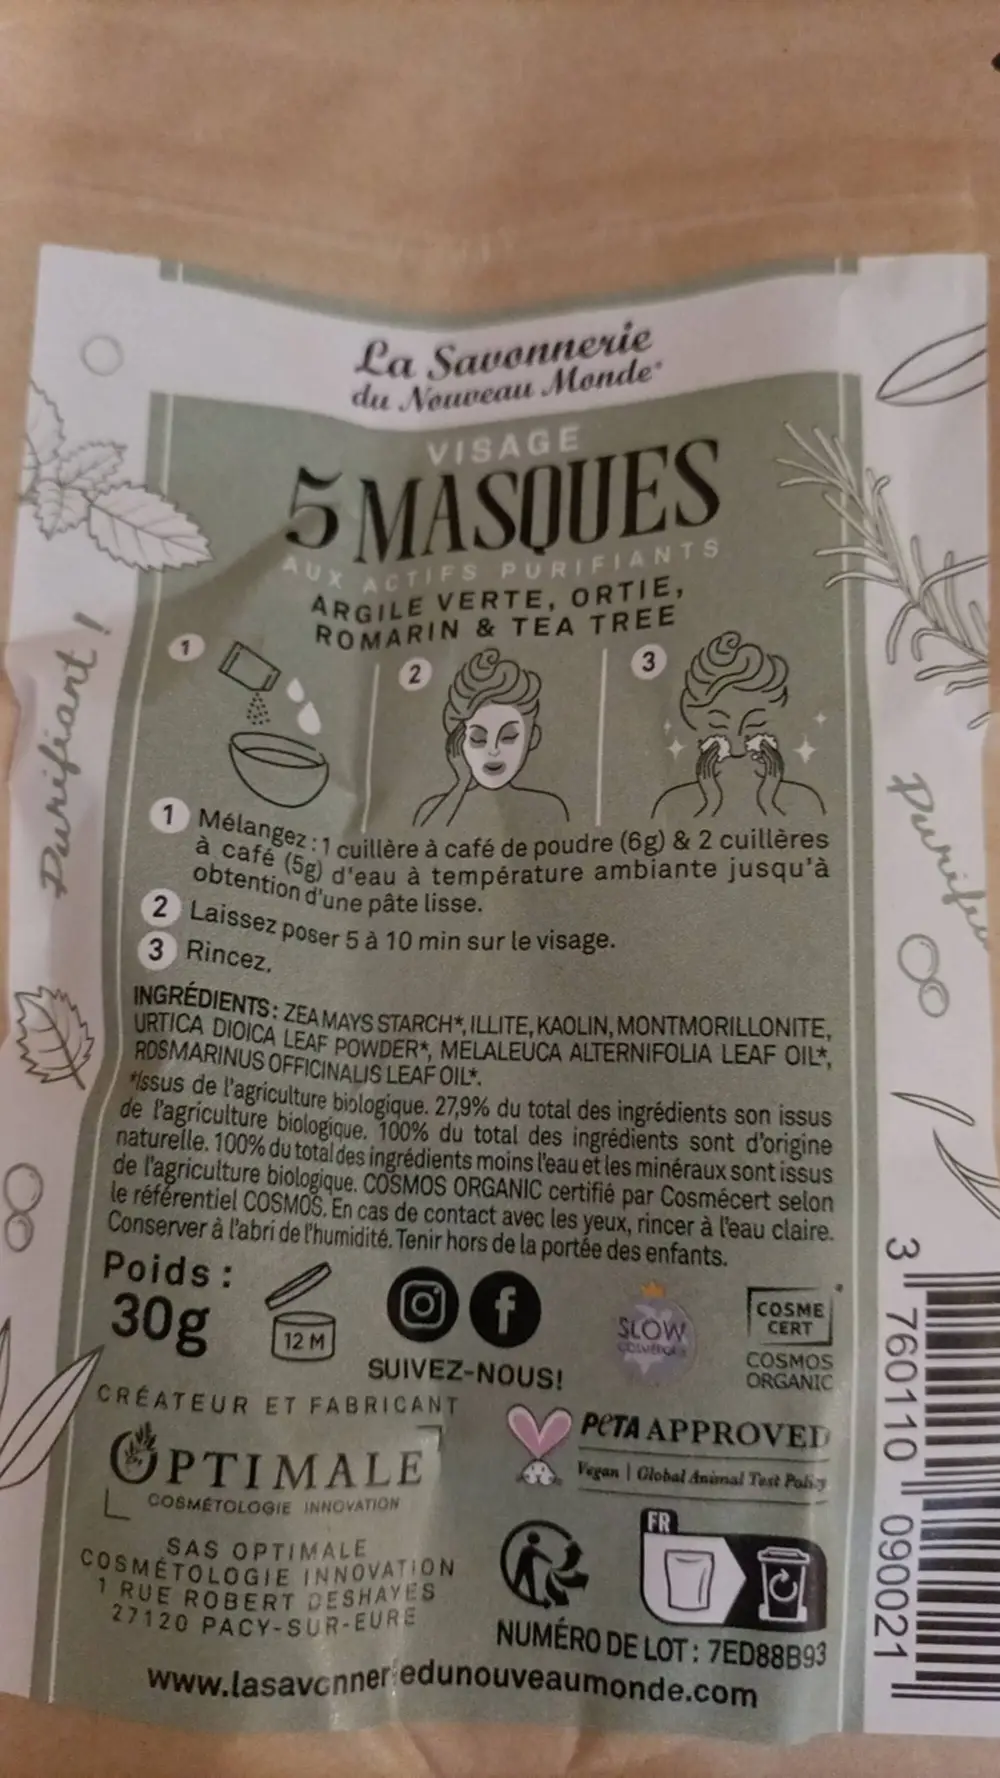 La Savonnerie
du Nouveau Monde
VISAGE
5 MASQUES
AUX ACTIFS PURIFIANTS
ARGILE VERTE, ORTIE,
ROMARIN & TEA TREE
1
2
3
1 Mélangez : 1 cuillère à café de poudre (6g) & 2 cuillères
à café (5g) d'eau à température ambiante jusqu'à
obtention d'une pâte lisse.
2 Laissez poser 5 à 10 min sur le visage.
3 Rincez.
INGRÉDIENTS : ZEA MAYS STARCH*, ILLITE, KAOLIN, MONTMORILLONITE,
URTICA DIOICA LEAF POWDER*, MELALEUCA ALTERNIFOLIA LEAF OIL*,
ROSMARINUS OFFICINALIS LEAF OIL*.
*Issus de l'agriculture biologique. 27,9% du total des ingrédients son issus
de l'agriculture biologique. 100% du total des ingrédients sont d'origine
naturelle. 100% du total des ingrédients moins l'eau et les minéraux sont issus
de l'agriculture biologique. COSMOS ORGANIC certifié par Cosmécert selon
le référentiel COSMOS. En cas de contact avec les yeux, rincer à l'eau claire.
Conserver à l'abri de l'humidité. Tenir hors de la portée des enfants.
Poids :
30g
12 M
SUIVEZ-NOUS!
SLOW
COSMÉTIQUE
COSME
CERT
COSMOS
ORGANIC
CRÉATEUR ET FABRICANT
OPTIMALE
COSMÉTOLOGIE INNOVATION
PETA APPROVED
Vegan | Global Animal Test Policy
SAS OPTIMALE
COSMÉTOLOGIE INNOVATION
1 RUE ROBERT DESHAYES
27120 PACY-SUR-EURE
FR
NUMÉRO DE LOT : 7ED88B93
www.lasavonneriedunouveaumonde.com
Purifiant !
3 760110 090021